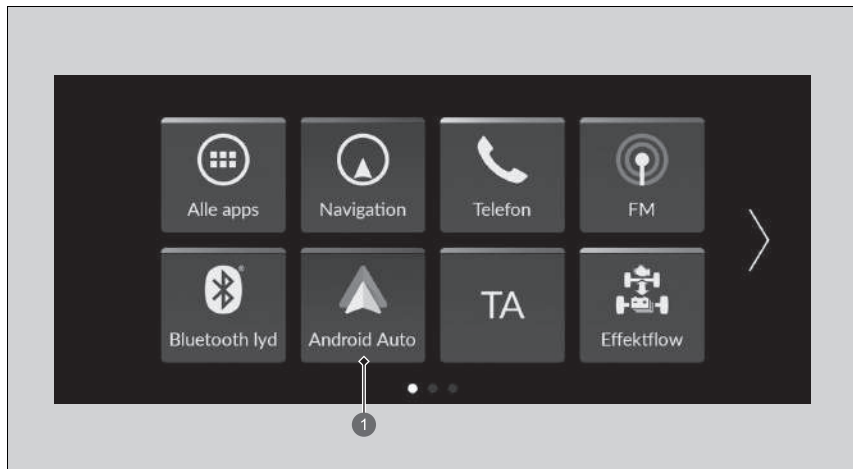 Alle apps
Navigation
Telefon
FM
Bluetooth lyd
Android Auto
TA
Effektflow
1